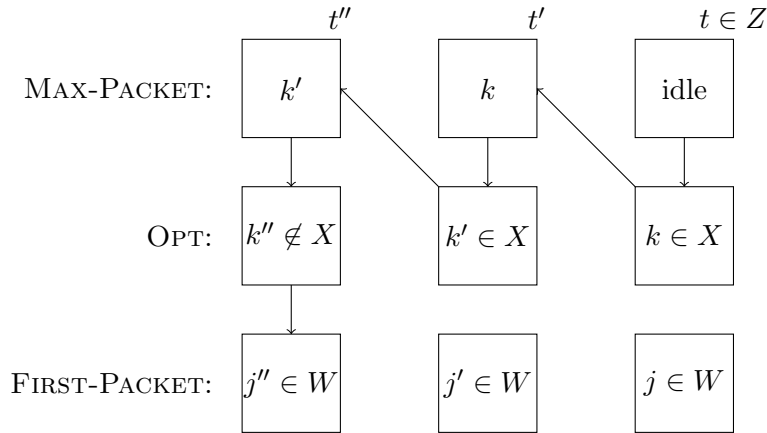 t″ t′ t ∈ Z
MAX-PACKET: k′ k idle
OPT: k″ ∉ X k′ ∈ X k ∈ X
FIRST-PACKET: j″ ∈ W j′ ∈ W j ∈ W